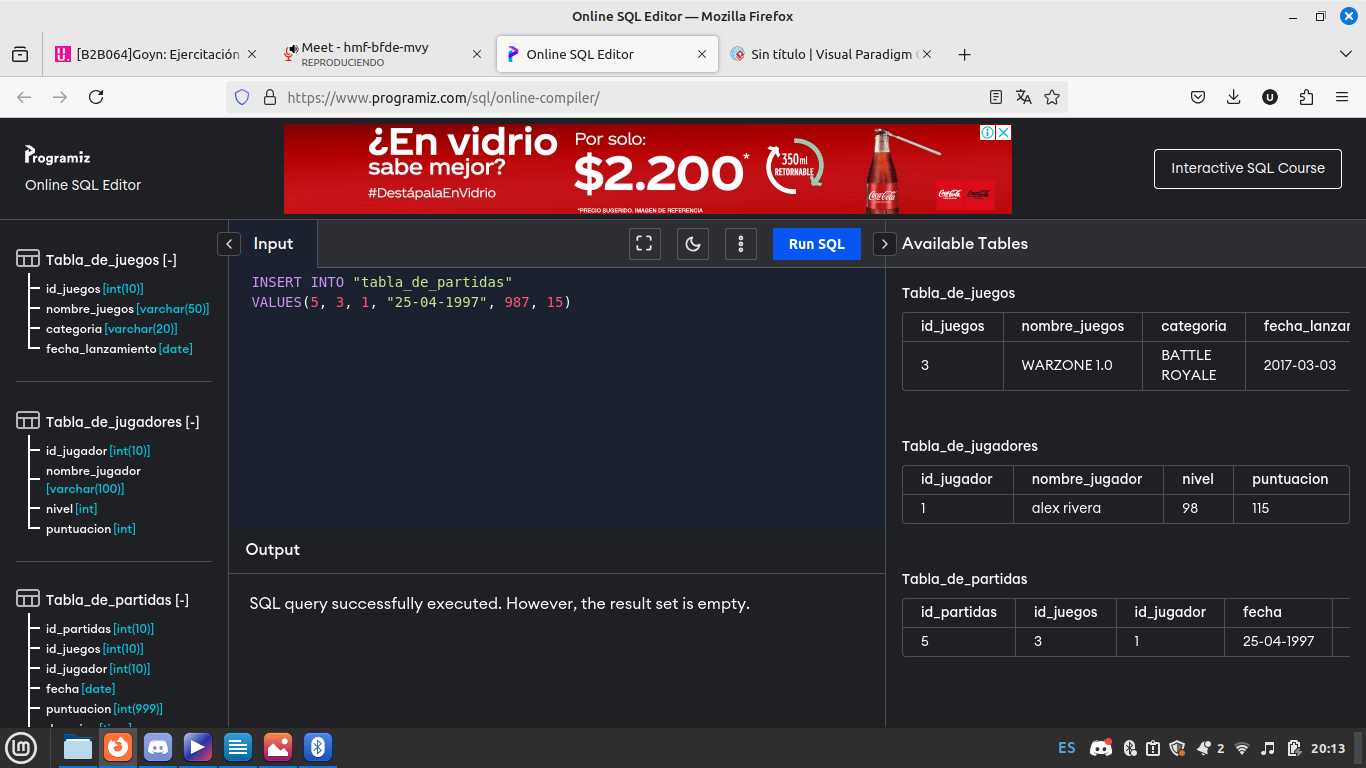 Online SQL Editor — Mozilla Firefox
[B2B064]Goyn: Ejercitación
Meet - hmf-bfde-mvy
REPRODUCIENDO
Online SQL Editor
Sin título | Visual Paradigm
https://www.programiz.com/sql/online-compiler/
Programiz
Online SQL Editor
¿En vidrio
sabe mejor?
#DestápalaEnVidrio
Por solo:
$2.200*
*PRECIO SUGERIDO. IMAGEN DE REFERENCIA
350 ml
RETORNABLE
Coca-Cola
Coca-Cola
Coca-Cola
Interactive SQL Course
Tabla_de_juegos [-]
id_juegos [int(10)]
nombre_juegos [varchar(50)]
categoria [varchar(20)]
fecha_lanzamiento [date]
Tabla_de_jugadores [-]
id_jugador [int(10)]
nombre_jugador
[varchar(100)]
nivel [int]
puntuacion [int]
Tabla_de_partidas [-]
id_partidas [int(10)]
id_juegos [int(10)]
id_jugador [int(10)]
fecha [date]
puntuacion [int(999)]
Input
Run SQL
INSERT INTO "tabla_de_partidas"
VALUES(5, 3, 1, "25-04-1997", 987, 15)
Output
SQL query successfully executed. However, the result set is empty.
Available Tables
Tabla_de_juegos
id_juegos nombre_juegos categoria fecha_lanzar
3 WARZONE 1.0 BATTLE ROYALE 2017-03-03
Tabla_de_jugadores
id_jugador nombre_jugador nivel puntuacion
1 alex rivera 98 115
Tabla_de_partidas
id_partidas id_juegos id_jugador fecha
5 3 1 25-04-1997
ES
2
20:13